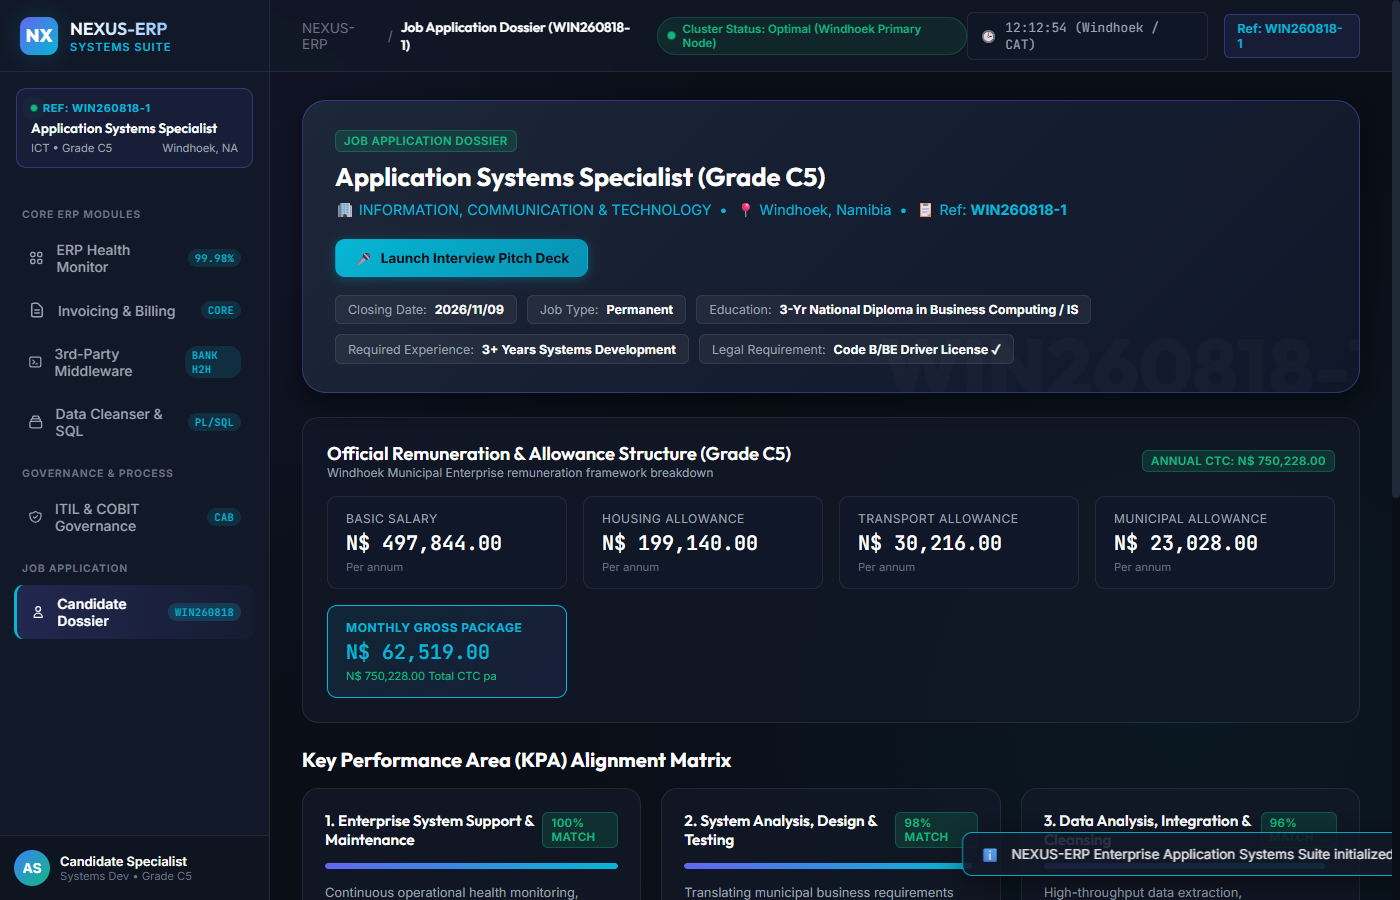 NX
NEXUS-ERP
SYSTEMS SUITE
REF: WIN260818-1
Application Systems Specialist
ICT • Grade C5
Windhoek, NA
CORE ERP MODULES
ERP Health
Monitor
99.98%
Invoicing & Billing
CORE
3rd-Party
Middleware
BANK
H2H
Data Cleanser &
SQL
PL/SQL
GOVERNANCE & PROCESS
ITIL & COBIT
Governance
CAB
JOB APPLICATION
Candidate
Dossier
WIN260818
AS
Candidate Specialist
Systems Dev • Grade C5
NEXUS-
ERP
/
Job Application Dossier (WIN260818-
1)
Cluster Status: Optimal (Windhoek Primary
Node)
12:12:54 (Windhoek /
CAT)
Ref: WIN260818-
1
JOB APPLICATION DOSSIER
Application Systems Specialist (Grade C5)
INFORMATION, COMMUNICATION & TECHNOLOGY • Windhoek, Namibia • Ref: WIN260818-1
Launch Interview Pitch Deck
Closing Date: 2026/11/09
Job Type: Permanent
Education: 3-Yr National Diploma in Business Computing / IS
Required Experience: 3+ Years Systems Development
Legal Requirement: Code B/BE Driver License ✓
WIN260818-1
Official Remuneration & Allowance Structure (Grade C5)
Windhoek Municipal Enterprise remuneration framework breakdown
ANNUAL CTC: N$ 750,228.00
BASIC SALARY
N$ 497,844.00
Per annum
HOUSING ALLOWANCE
N$ 199,140.00
Per annum
TRANSPORT ALLOWANCE
N$ 30,216.00
Per annum
MUNICIPAL ALLOWANCE
N$ 23,028.00
Per annum
MONTHLY GROSS PACKAGE
N$ 62,519.00
N$ 750,228.00 Total CTC pa
Key Performance Area (KPA) Alignment Matrix
1. Enterprise System Support &
Maintenance
100%
MATCH
Continuous operational health monitoring,
2. System Analysis, Design &
Testing
98%
MATCH
Translating municipal business requirements
3. Data Analysis, Integration &
Cleansing
96%
MATCH
High-throughput data extraction,
NEXUS-ERP Enterprise Application Systems Suite initialized